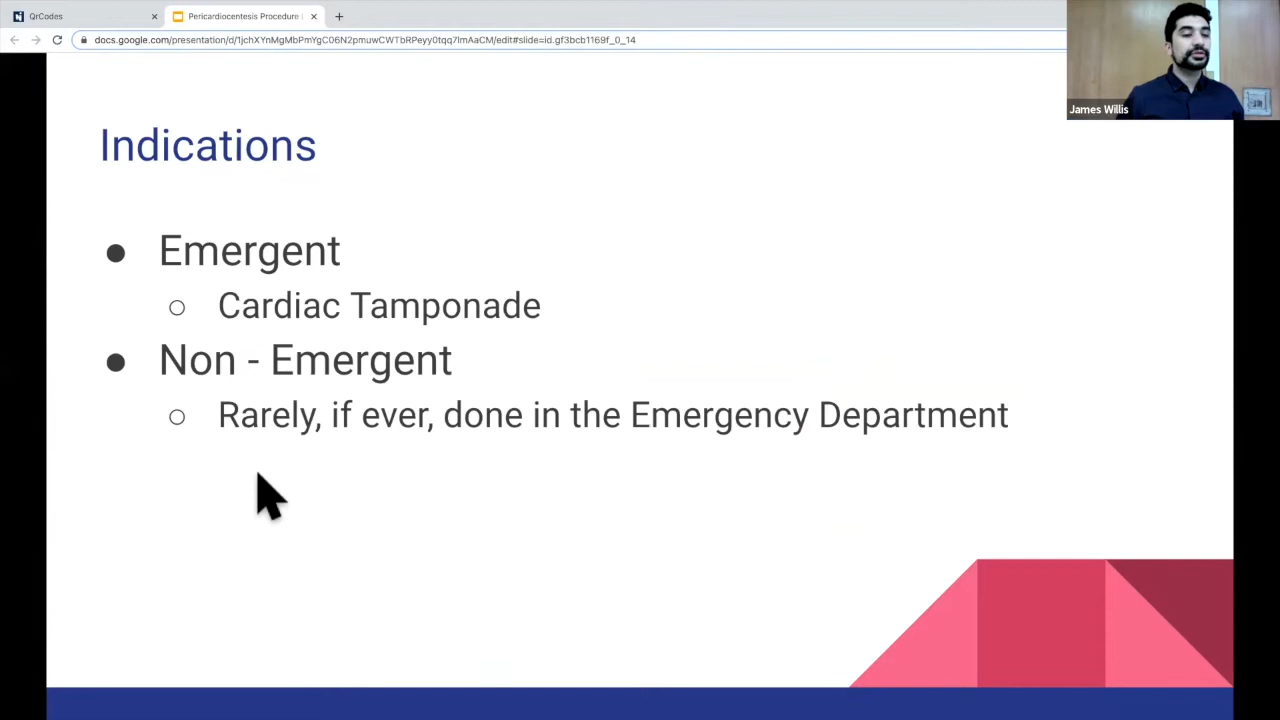 QrCodes
Pericardiocentesis Procedure
docs.google.com/presentation/d/1jchXYnMgMbPmYgC06N2pmuwCWTbRPeyy0tqq7lmAaCM/edit#slide=id.gf3bcb1169f_0_14
James Willis
Indications
● Emergent
○ Cardiac Tamponade
● Non - Emergent
○ Rarely, if ever, done in the Emergency Department